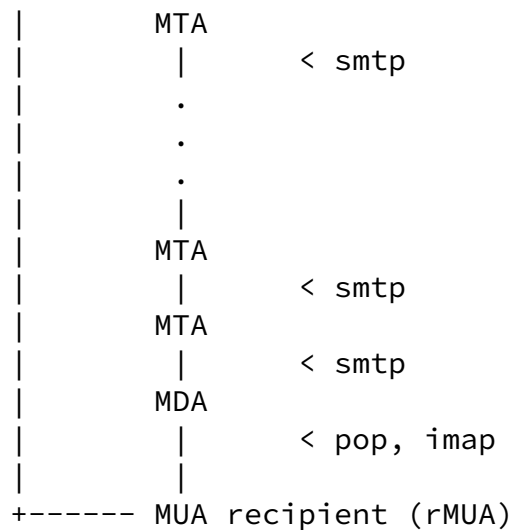 |        MTA
|         |      < smtp
|         .
|         .
|         .
|         |
|        MTA
|         |      < smtp
|        MTA
|         |      < smtp
|        MDA
|         |      < pop, imap
|         |
+------ MUA recipient (rMUA)